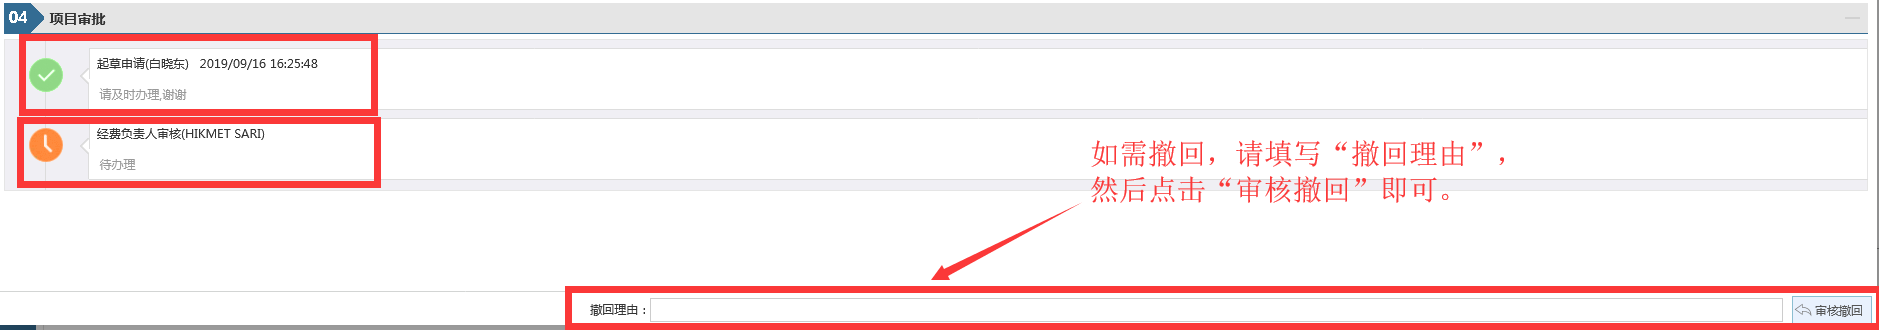 04 项目审批
起草申请(白晓东) 2019/09/16 16:25:48
请及时办理,谢谢
经费负责人审核(HIKMET SARI)
待办理
如需撤回，请填写“撤回理由”，
然后点击“审核撤回”即可。
撤回理由： 审核撤回